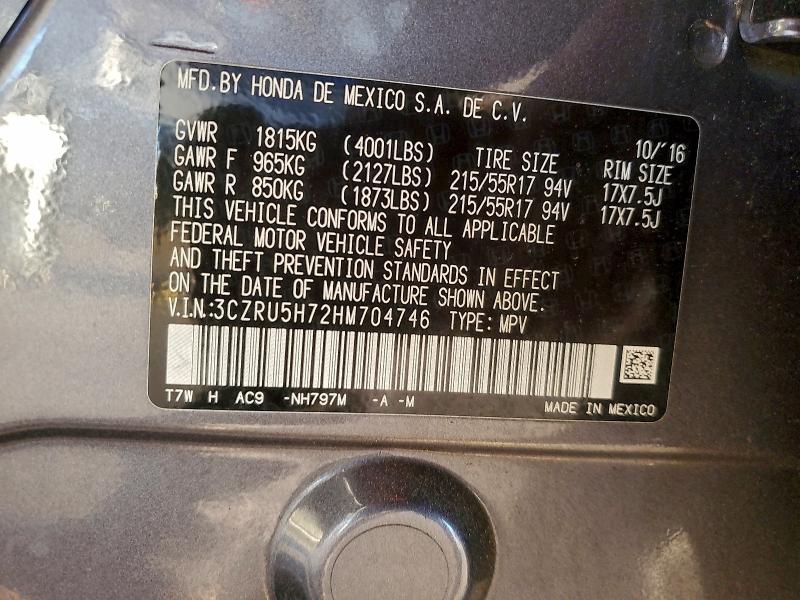 MFD.BY HONDA DE MEXICO S.A. DE C.V.
10/'16
GVWR 1815KG (4001LBS) TIRE SIZE RIM SIZE
GAWR F 965KG (2127LBS) 215/55R17 94V 17X7.5J
GAWR R 850KG (1873LBS) 215/55R17 94V 17X7.5J
THIS VEHICLE CONFORMS TO ALL APPLICABLE
FEDERAL MOTOR VEHICLE SAFETY
AND THEFT PREVENTION STANDARDS IN EFFECT
ON THE DATE OF MANUFACTURE SHOWN ABOVE.
V.I.N.:3CZRU5H72HM704746 TYPE: MPV
T7W H AC9 -NH797M -A -M
MADE IN MEXICO